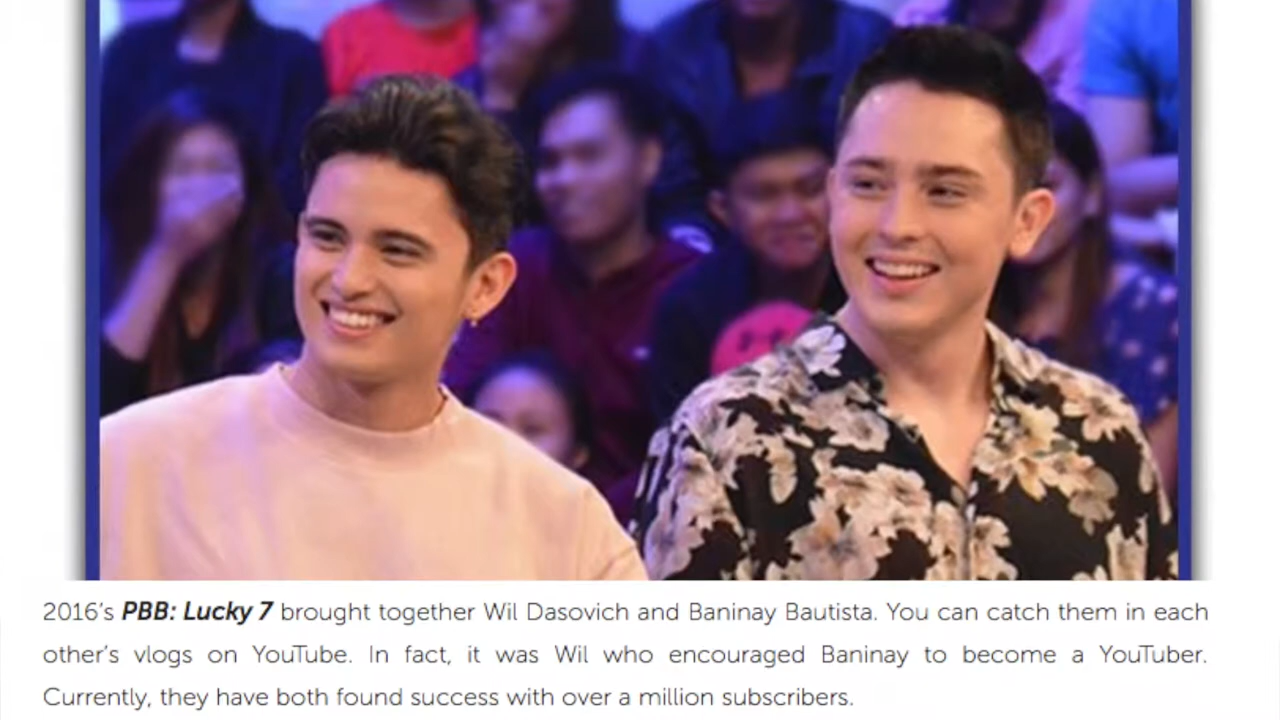 2016’s PBB: Lucky 7 brought together Wil Dasovich and Baninay Bautista. You can catch them in each
other’s vlogs on YouTube. In fact, it was Wil who encouraged Baninay to become a YouTuber.
Currently, they have both found success with over a million subscribers.